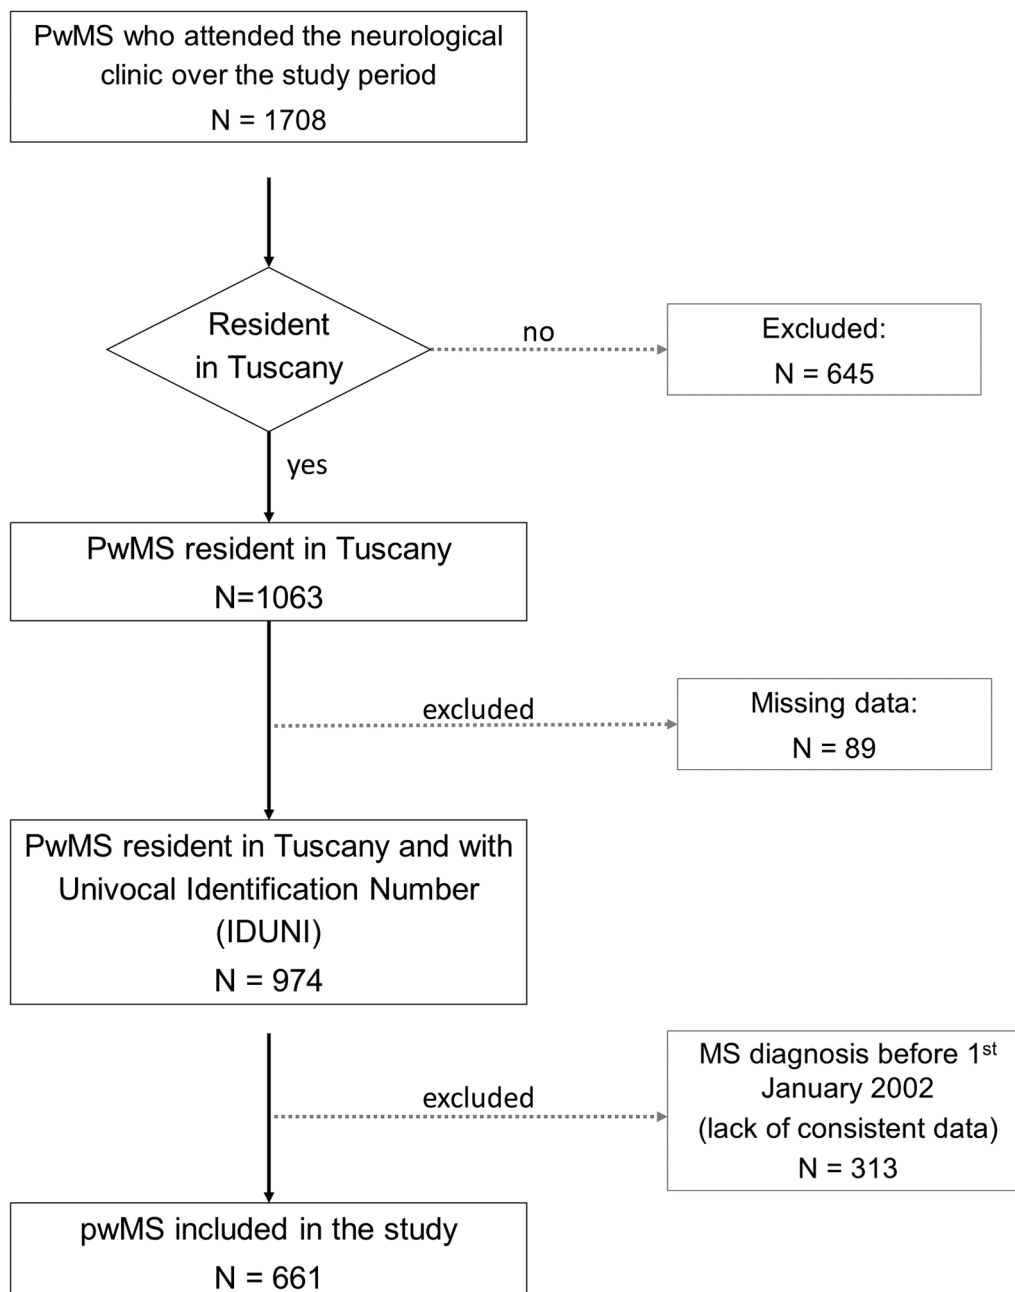 PwMS who attended the neurological
clinic over the study period
N = 1708
Resident
in Tuscany
no
Excluded:
N = 645
yes
PwMS resident in Tuscany
N=1063
excluded
Missing data:
N = 89
PwMS resident in Tuscany and with
Univocal Identification Number
(IDUNI)
N = 974
excluded
MS diagnosis before 1st
January 2002
(lack of consistent data)
N = 313
pwMS included in the study
N = 661